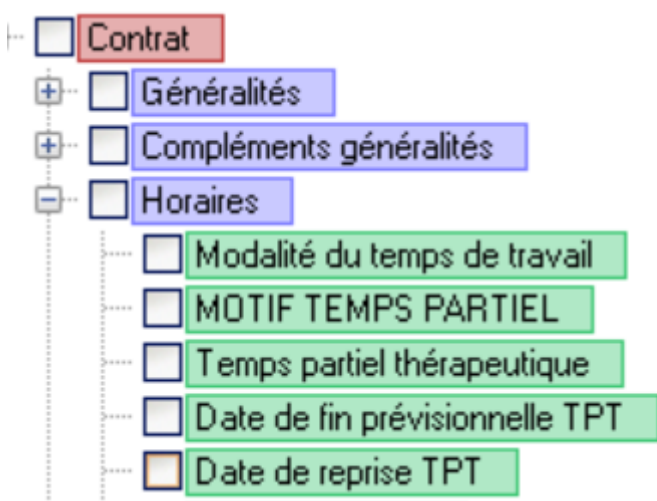 Contrat
Généralités
Compléments généralités
Horaires
Modalité du temps de travail
MOTIF TEMPS PARTIEL
Temps partiel thérapeutique
Date de fin prévisionnelle TPT
Date de reprise TPT